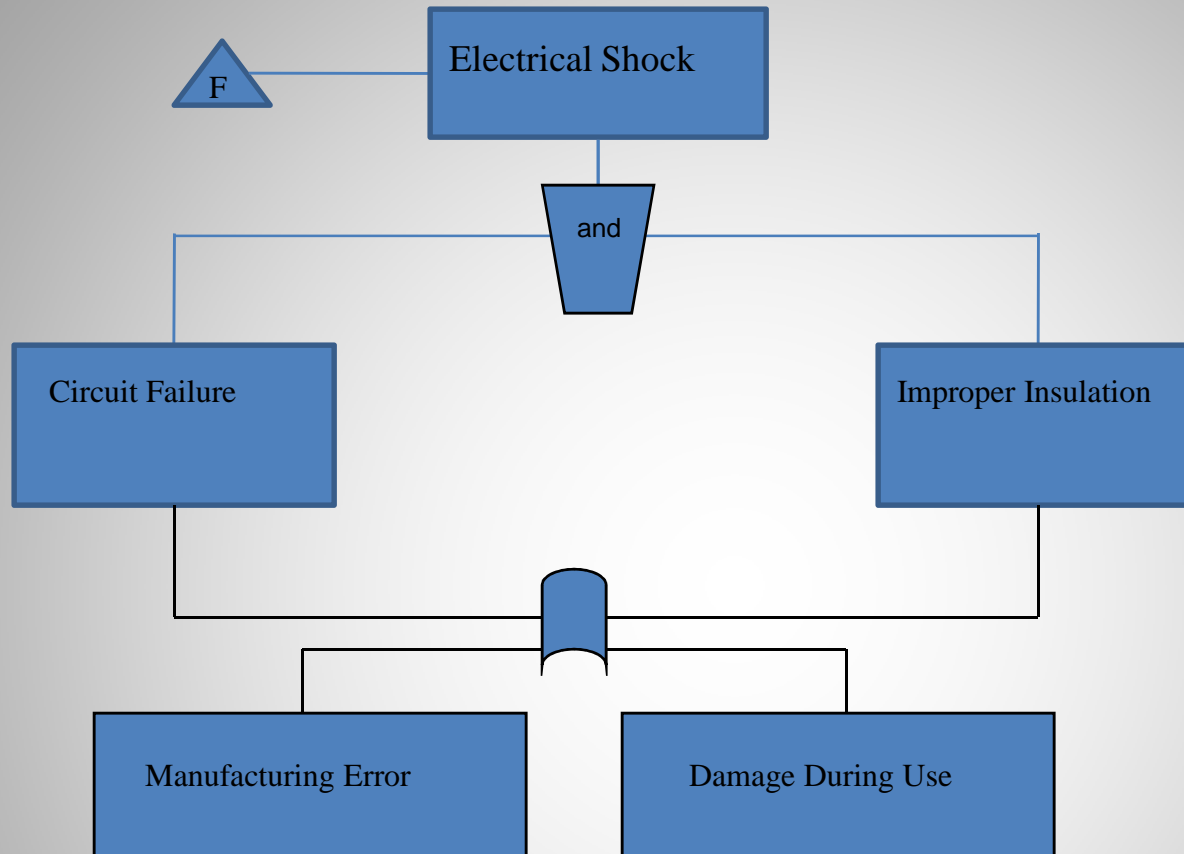 Electrical Shock
F
and
Circuit Failure
Improper Insulation
Manufacturing Error
Damage During Use